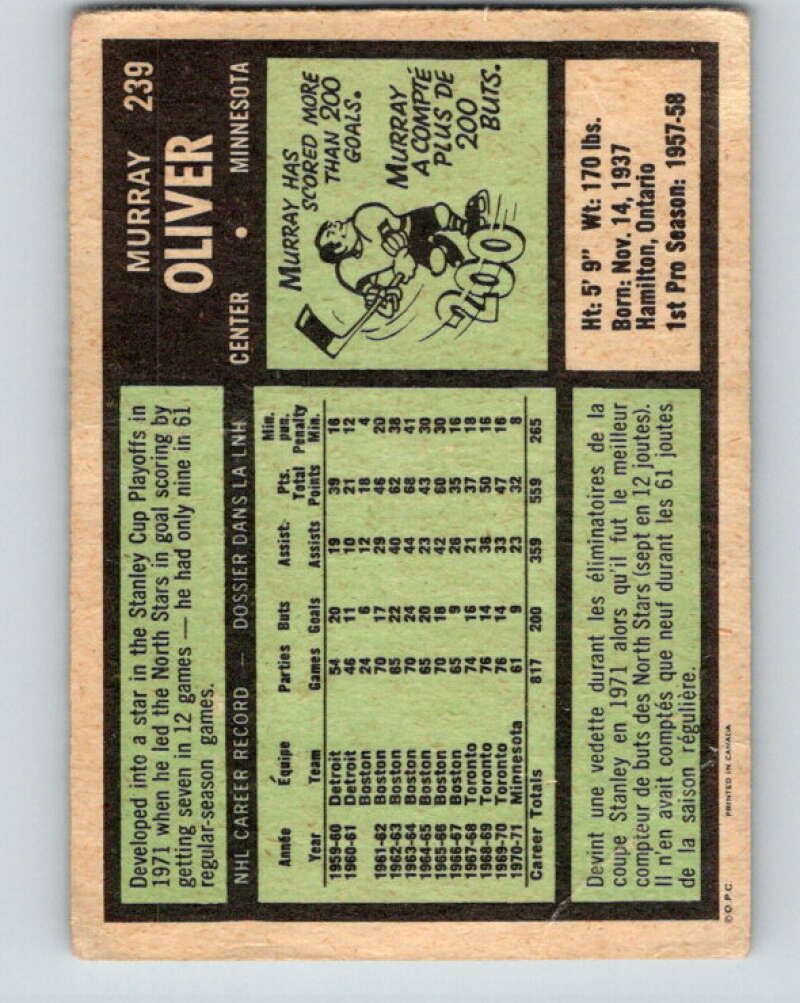 MURRAY 239
OLIVER
CENTER • MINNESOTA
Developed into a star in the Stanley Cup Playoffs in
1971 when he led the North Stars in goal scoring by
getting seven in 12 games — he had only nine in 61
regular-season games.
MURRAY HAS
SCORED MORE
THAN 200
GOALS.
MURRAY
A COMPTÉ
PLUS DE
200
BUTS.
200
NHL CAREER RECORD — DOSSIER DANS LA LNH
Année Équipe Parties Buts Assist. Pts. Total Min. pun.
Year Team Games Goals Assists Points Penalty Min.
1959-60 Detroit 54 20 19 39 16
1960-61 Detroit 46 11 10 21 12
Boston 24 6 12 18 4
1961-62 Boston 70 17 29 46 20
1962-63 Boston 65 22 40 62 38
1963-64 Boston 70 24 44 68 41
1964-65 Boston 65 20 23 43 30
1965-66 Boston 70 18 42 60 30
1966-67 Boston 65 9 26 35 16
1967-68 Toronto 74 16 21 37 18
1968-69 Toronto 76 14 36 50 16
1969-70 Toronto 76 14 33 47 16
1970-71 Minnesota 61 9 23 32 8
Career Totals 817 200 359 559 265
Ht: 5' 9" Wt: 170 lbs.
Born: Nov. 14, 1937
Hamilton, Ontario
1st Pro Season: 1957-58
Devint une vedette durant les éliminatoires de la
coupe Stanley en 1971 alors qu'il fut le meilleur
compteur de buts des North Stars (sept en 12 joutes).
Il n'en avait comptés que neuf durant les 61 joutes
de la saison régulière.
© O.P.C. PRINTED IN CANADA